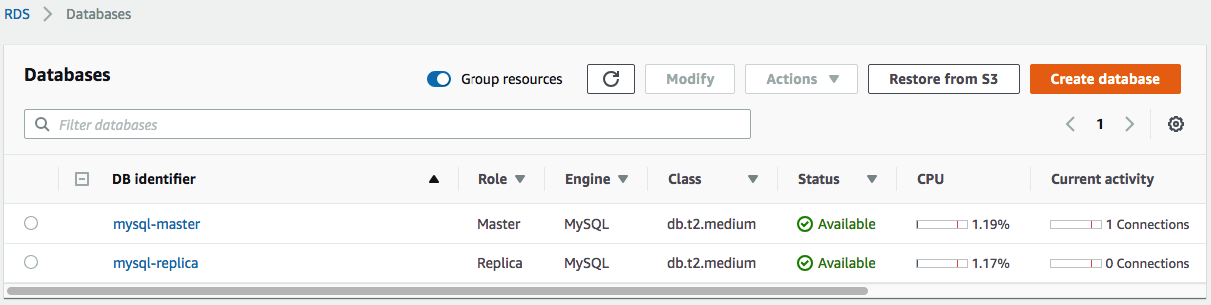 RDS > Databases
Databases Group resources Modify Actions Restore from S3 Create database
Filter databases 1
DB identifier Role Engine Class Status CPU Current activity
mysql-master Master MySQL db.t2.medium Available 1.19% 1 Connections
mysql-replica Replica MySQL db.t2.medium Available 1.17% 0 Connections